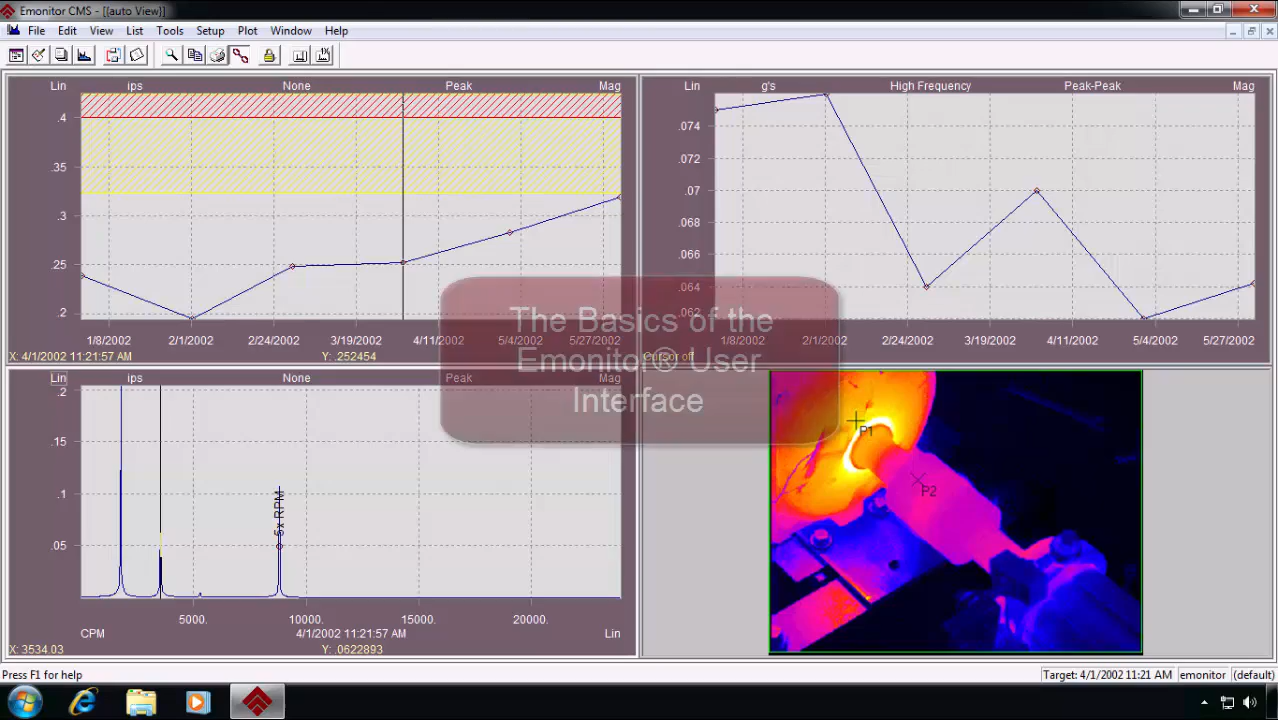 Emonitor CMS - [[auto View]]
File Edit View List Tools Setup Plot Window Help
Lin ips None Peak Mag
.4
.35
.3
.25
.2
1/8/2002 2/1/2002 2/24/2002 3/19/2002 4/11/2002 5/4/2002 5/27/2002
X: 4/1/2002 11:21:57 AM Y: .252454
Lin g's High Frequency Peak-Peak Mag
.074
.072
.07
.068
.066
.064
.062
1/8/2002 2/1/2002 2/24/2002 3/19/2002 4/11/2002 5/4/2002 5/27/2002
Cursor off
The Basics of the
Emonitor® User
Interface
Lin ips None Peak Mag
.2
.15
.1
.05
5x RPM
5000. 10000. 15000. 20000.
CPM 4/1/2002 11:21:57 AM Lin
X: 3534.03 Y: .0622893
P1
P2
Press F1 for help Target: 4/1/2002 11:21 AM emonitor (default)